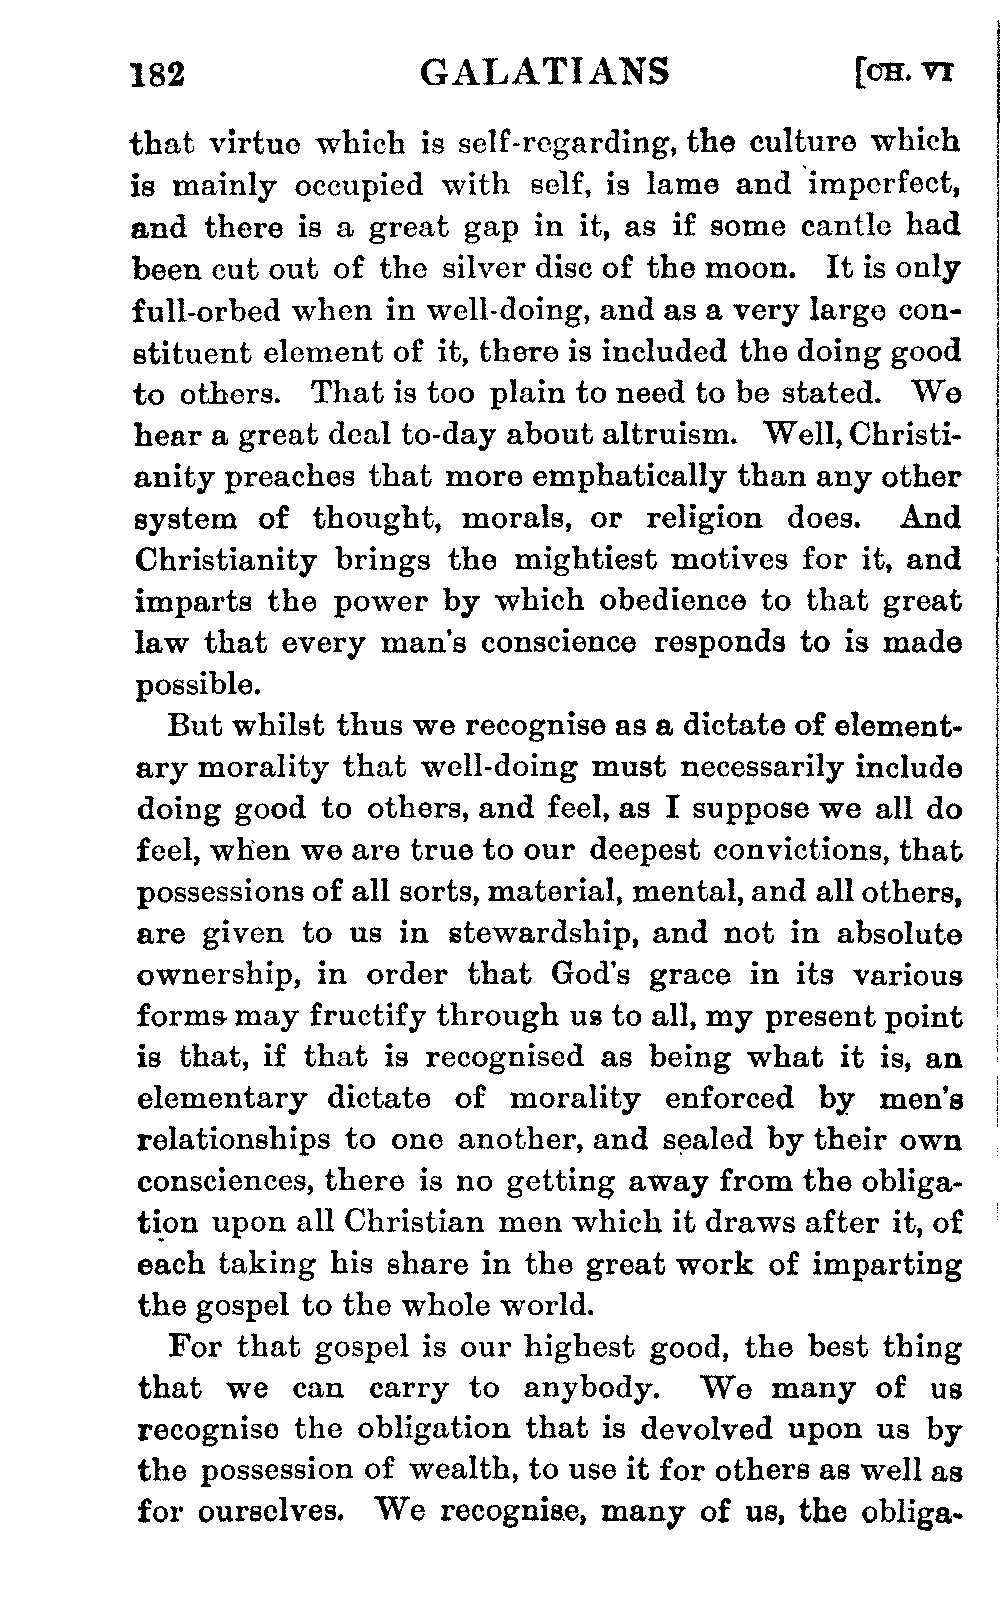 182 GALATIANS [CH. VI
that virtue which is self-regarding, the culture which
is mainly occupied with self, is lame and imperfect,
and there is a great gap in it, as if some cantle had
been cut out of the silver disc of the moon. It is only
full-orbed when in well-doing, and as a very large con-
stituent element of it, there is included the doing good
to others. That is too plain to need to be stated. We
hear a great deal to-day about altruism. Well, Christi-
anity preaches that more emphatically than any other
system of thought, morals, or religion does. And
Christianity brings the mightiest motives for it, and
imparts the power by which obedience to that great
law that every man's conscience responds to is made
possible.
But whilst thus we recognise as a dictate of element-
ary morality that well-doing must necessarily include
doing good to others, and feel, as I suppose we all do
feel, when we are true to our deepest convictions, that
possessions of all sorts, material, mental, and all others,
are given to us in stewardship, and not in absolute
ownership, in order that God's grace in its various
forms may fructify through us to all, my present point
is that, if that is recognised as being what it is, an
elementary dictate of morality enforced by men's
relationships to one another, and sealed by their own
consciences, there is no getting away from the obliga-
tion upon all Christian men which it draws after it, of
each taking his share in the great work of imparting
the gospel to the whole world.
For that gospel is our highest good, the best thing
that we can carry to anybody. We many of us
recognise the obligation that is devolved upon us by
the possession of wealth, to use it for others as well as
for ourselves. We recognise, many of us, the obliga-